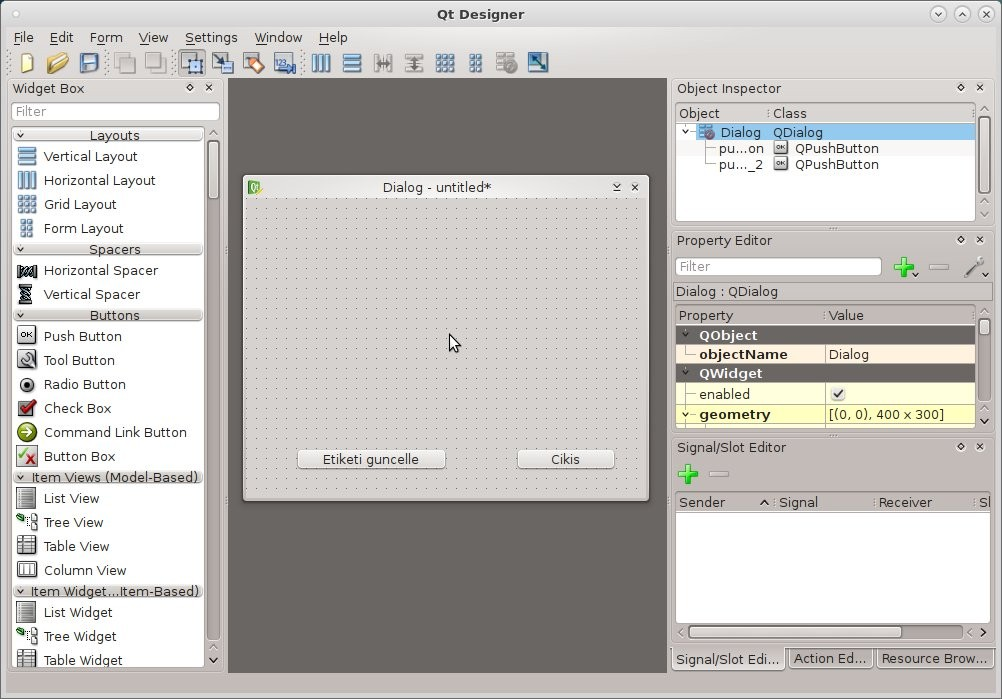 Qt Designer
File Edit Form View Settings Window Help
123
Widget Box
Filter
Layouts
Vertical Layout
Horizontal Layout
Grid Layout
Form Layout
Spacers
Horizontal Spacer
Vertical Spacer
Buttons
OK Push Button
Tool Button
Radio Button
Check Box
Command Link Button
Button Box
Item Views (Model-Based)
List View
Tree View
Table View
Column View
Item Widget...Item-Based)
List Widget
Tree Widget
Table Widget
Qt Dialog - untitled*
Etiketi guncelle Cikis
Object Inspector
Object Class
Dialog QDialog
pu...on OK QPushButton
pu..._2 OK QPushButton
Property Editor
Filter
Dialog : QDialog
Property Value
QObject
objectName Dialog
QWidget
enabled
geometry [(0, 0), 400 x 300]
Signal/Slot Editor
Sender Signal Receiver Sl
Signal/Slot Edi... Action Ed... Resource Brow...